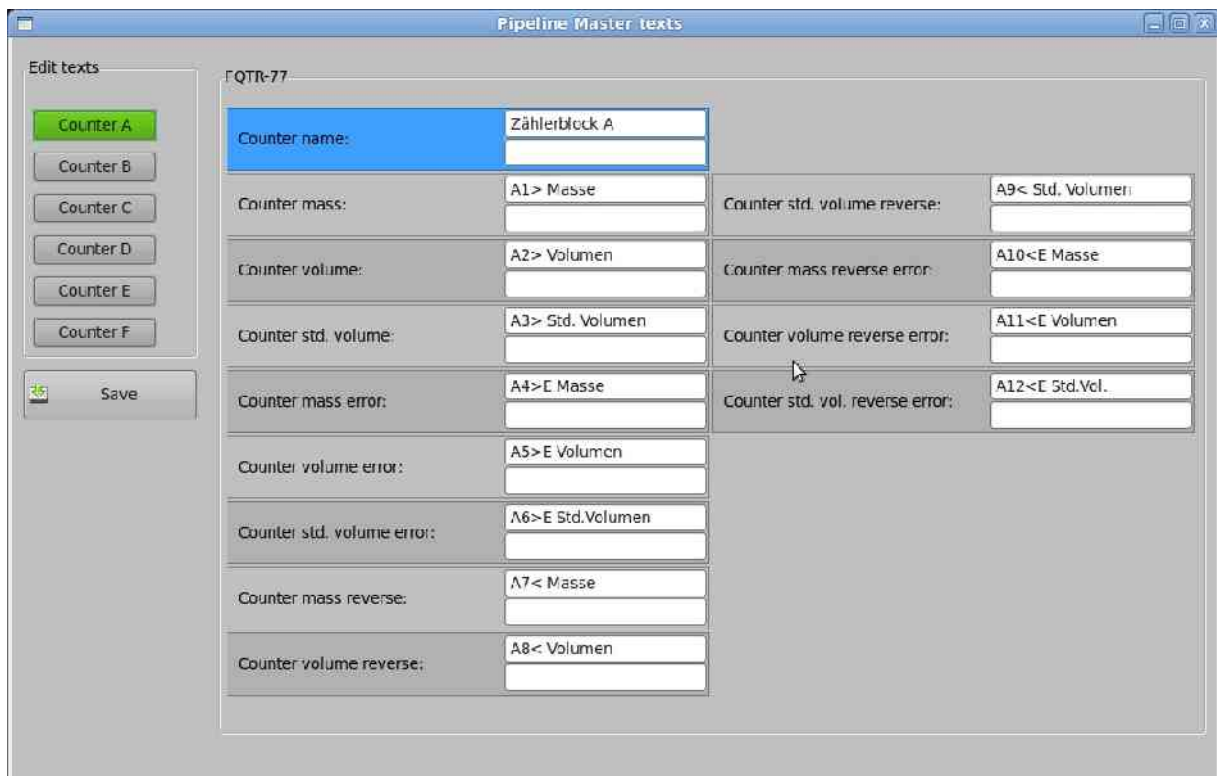 Pipeline Master texts
Edit texts
Counter A
Counter B
Counter C
Counter D
Counter E
Counter F
Save
FQTR-77
Counter name:
Zählerblock A
Counter mass:
A1> Masse
Counter volume:
A2> Volumen
Counter std. volume:
A3> Std. Volumen
Counter mass error:
A4>E Masse
Counter volume error:
A5>E Volumen
Counter std. volume error:
A6>E Std.Volumen
Counter mass reverse:
A7< Masse
Counter volume reverse:
A8< Volumen
Counter std. volume reverse:
A9< Std. Volumen
Counter mass reverse error:
A10<E Masse
Counter volume reverse error:
A11<E Volumen
Counter std. vol. reverse error:
A12<E Std.Vol.